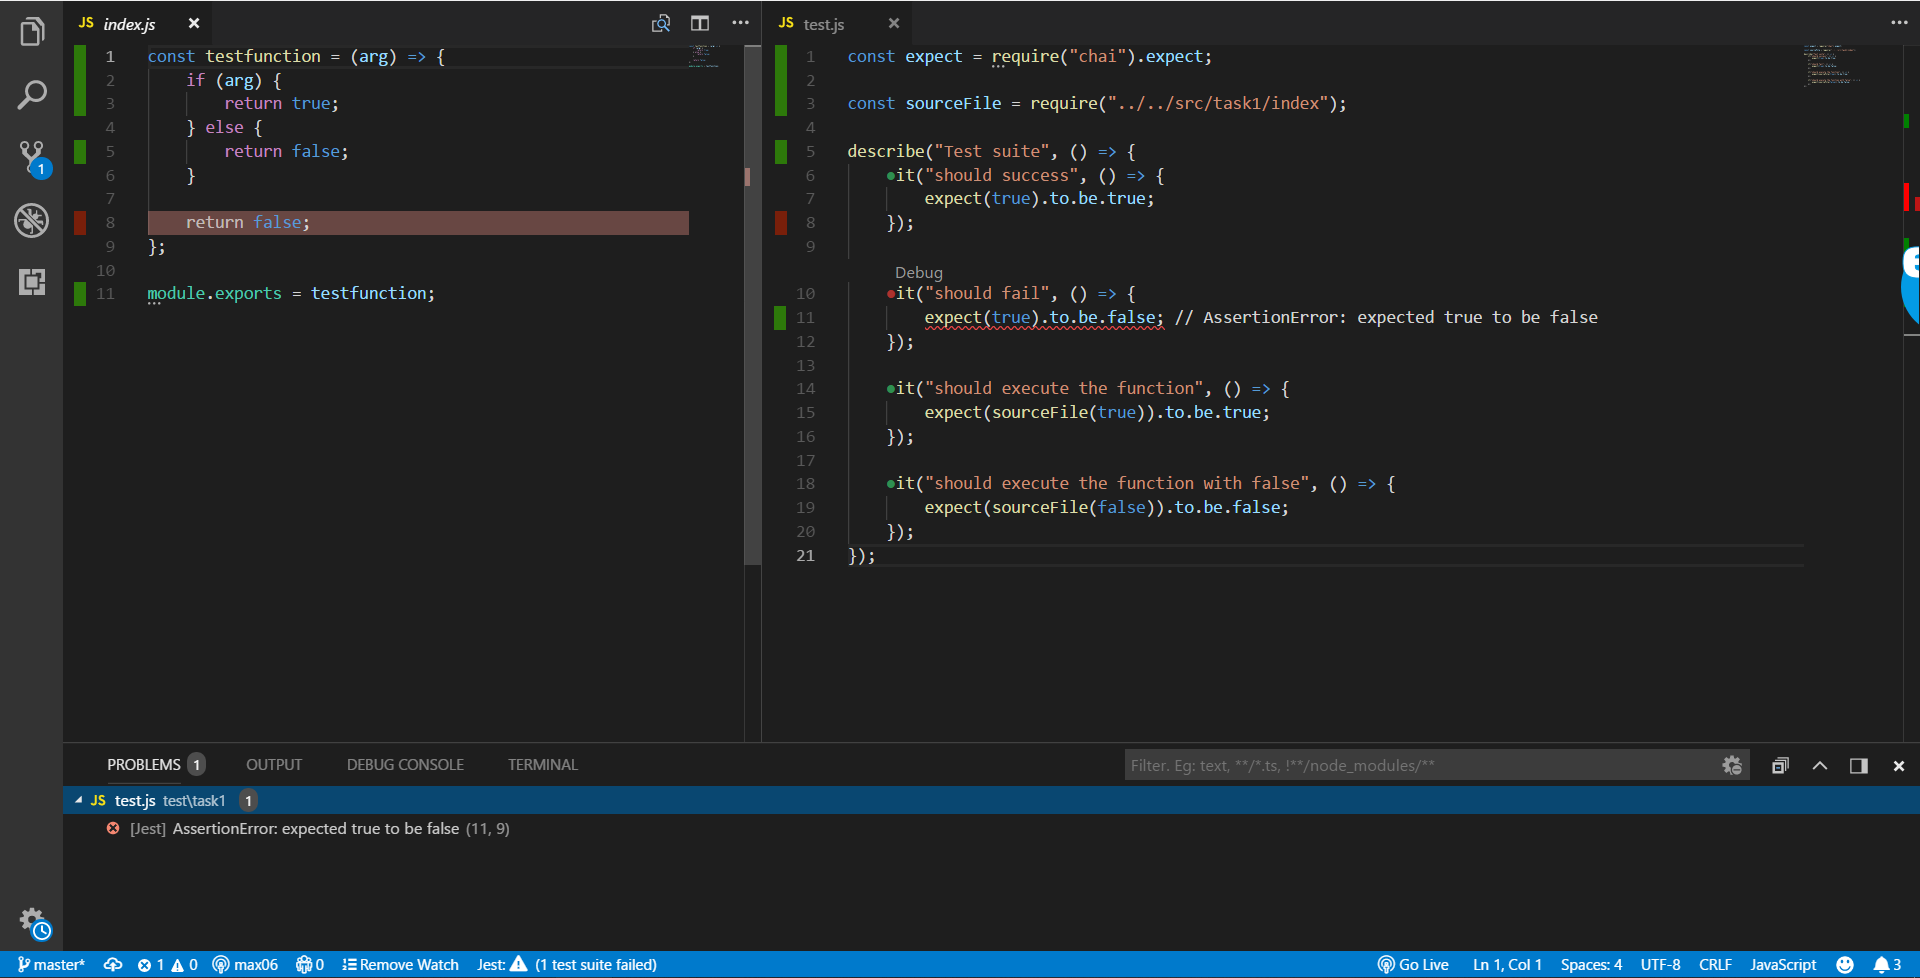 JS index.js
1 const testfunction = (arg) => {
2 if (arg) {
3 return true;
4 } else {
5 return false;
6 }
7
8 return false;
9 };
10
11 module.exports = testfunction;
JS test.js
1 const expect = require("chai").expect;
2
3 const sourceFile = require("../../src/task1/index");
4
5 describe("Test suite", () => {
6 it("should success", () => {
7 expect(true).to.be.true;
8 });
9
Debug
10 it("should fail", () => {
11 expect(true).to.be.false; // AssertionError: expected true to be false
12 });
13
14 it("should execute the function", () => {
15 expect(sourceFile(true)).to.be.true;
16 });
17
18 it("should execute the function with false", () => {
19 expect(sourceFile(false)).to.be.false;
20 });
21 });
1
PROBLEMS 1 OUTPUT DEBUG CONSOLE TERMINAL Filter. Eg: text, **/*.ts, !**/node_modules/**
JS test.js test\task1 1
[Jest] AssertionError: expected true to be false (11, 9)
master* 1 0 max06 0 Remove Watch Jest: (1 test suite failed) Go Live Ln 1, Col 1 Spaces: 4 UTF-8 CRLF JavaScript 3